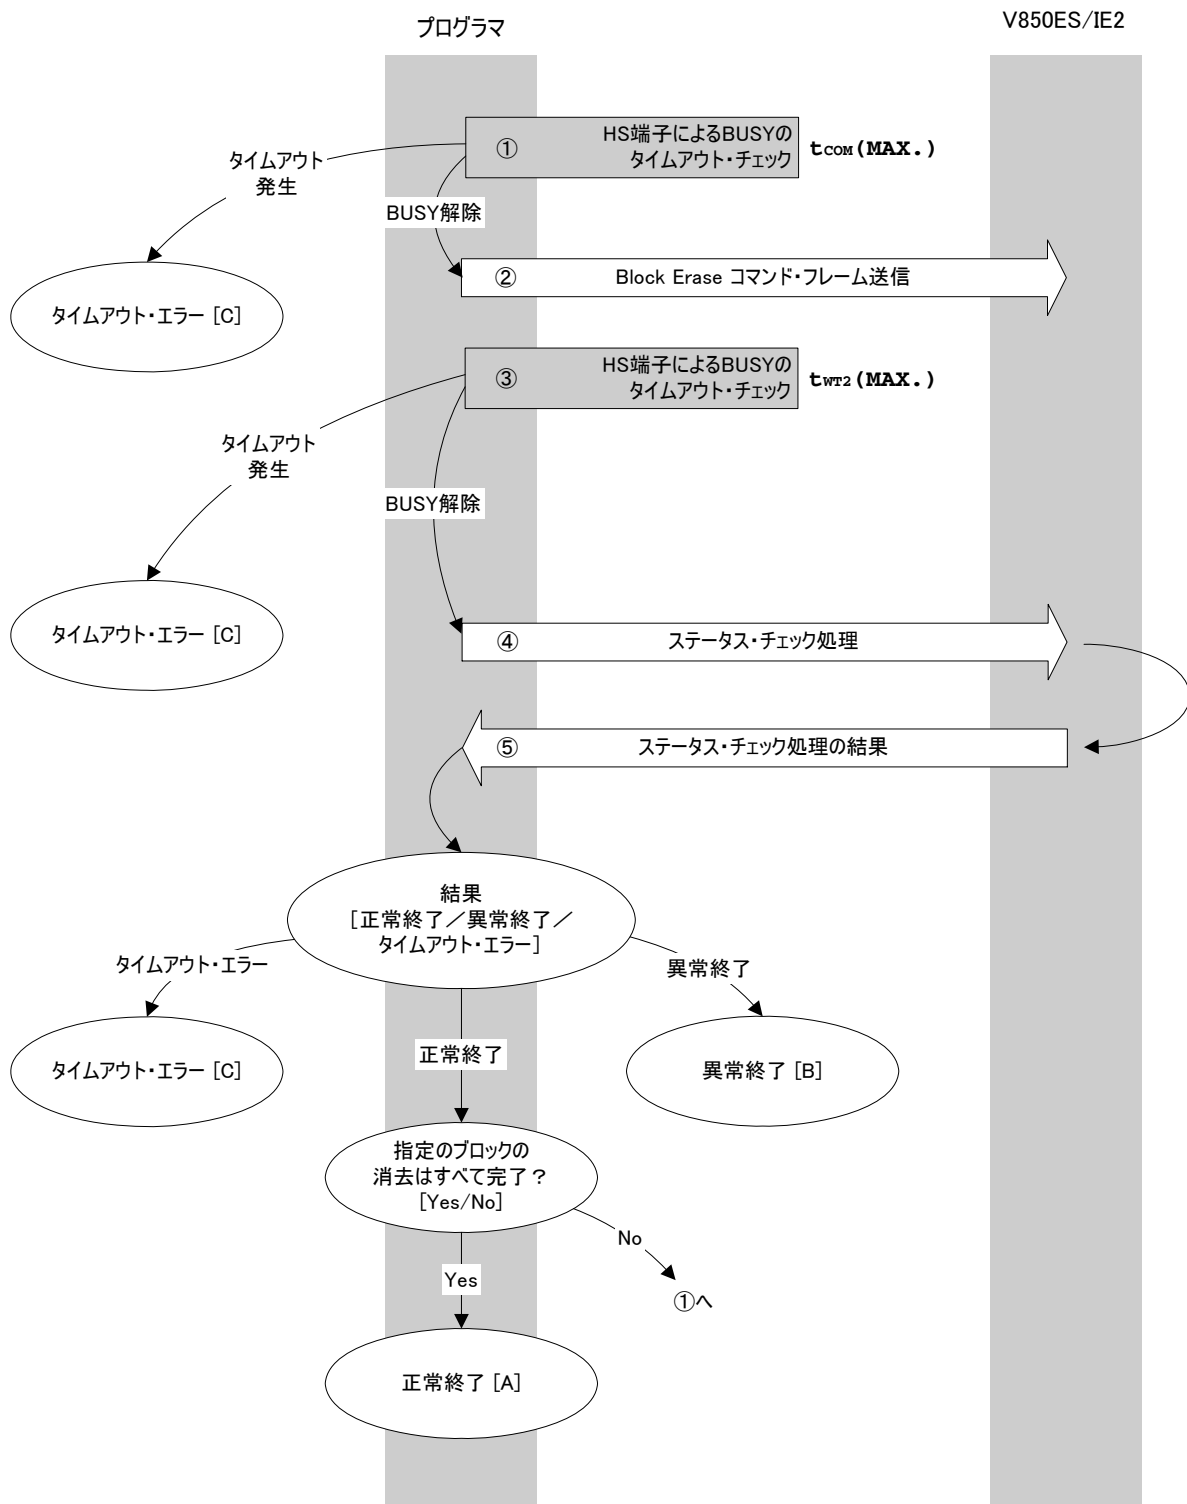 プログラマ
V850ES/IE2
①
HS端子によるBUSYの
タイムアウト・チェック
tCOM(MAX.)
タイムアウト
発生
BUSY解除
②
Block Erase コマンド・フレーム送信
タイムアウト・エラー [C]
③
HS端子によるBUSYの
タイムアウト・チェック
tWT2(MAX.)
タイムアウト
発生
BUSY解除
タイムアウト・エラー [C]
④
ステータス・チェック処理
⑤
ステータス・チェック処理の結果
結果
[正常終了／異常終了／
タイムアウト・エラー]
タイムアウト・エラー
異常終了
タイムアウト・エラー [C]
正常終了
異常終了 [B]
指定のブロックの
消去はすべて完了？
[Yes/No]
No
Yes
①へ
正常終了 [A]